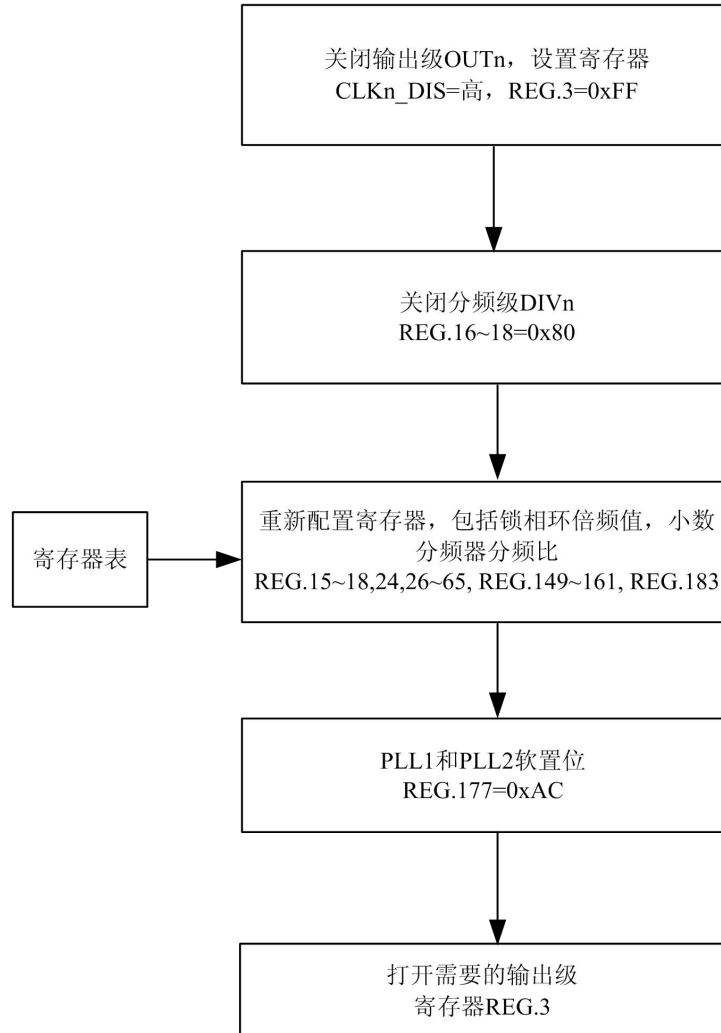 关闭输出级OUTn，设置寄存器
CLKn_DIS=高，REG.3=0xFF
关闭分频级DIVn
REG.16~18=0x80
寄存器表
重新配置寄存器，包括锁相环倍频值，小数
分频器分频比
REG.15~18,24,26~65, REG.149~161, REG.183
PLL1和PLL2软置位
REG.177=0xAC
打开需要的输出级
寄存器REG.3